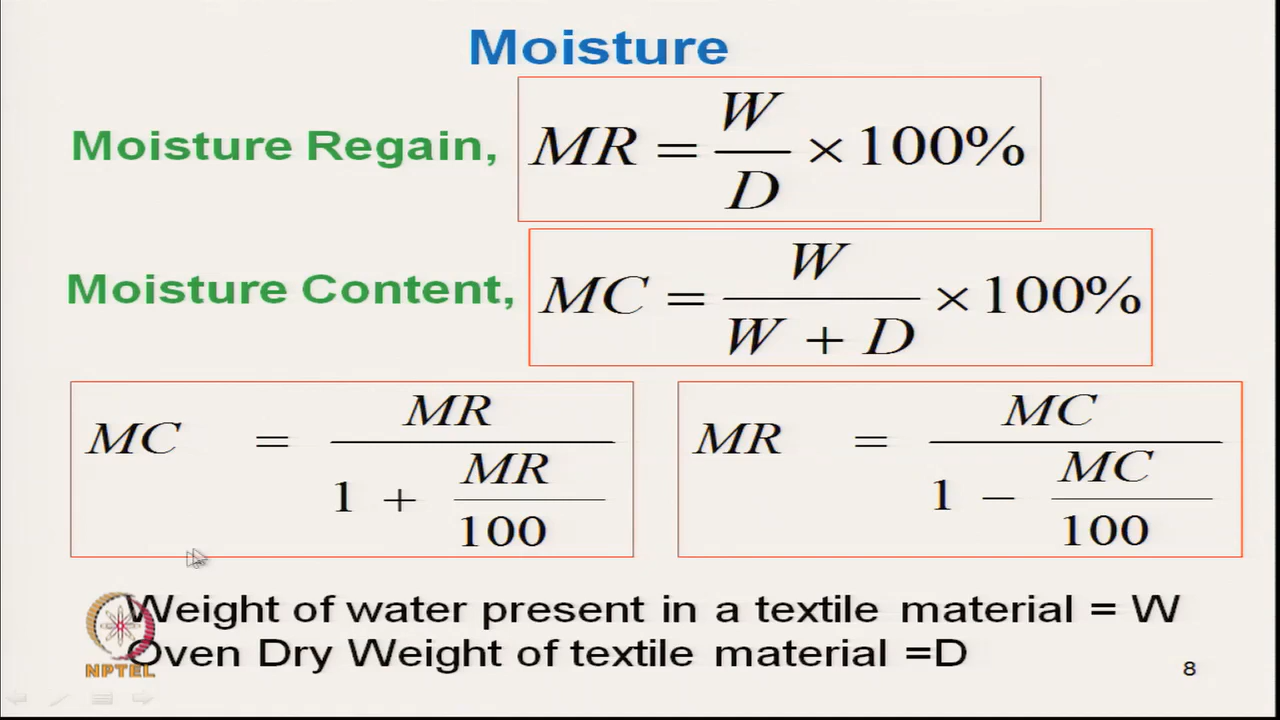 Moisture
Moisture Regain, MR = W/D × 100%
Moisture Content, MC = W/(W + D) × 100%
MC = MR/(1 + MR/100) MR = MC/(1 − MC/100)
Weight of water present in a textile material = W
Oven Dry Weight of textile material =D
NPTEL
8